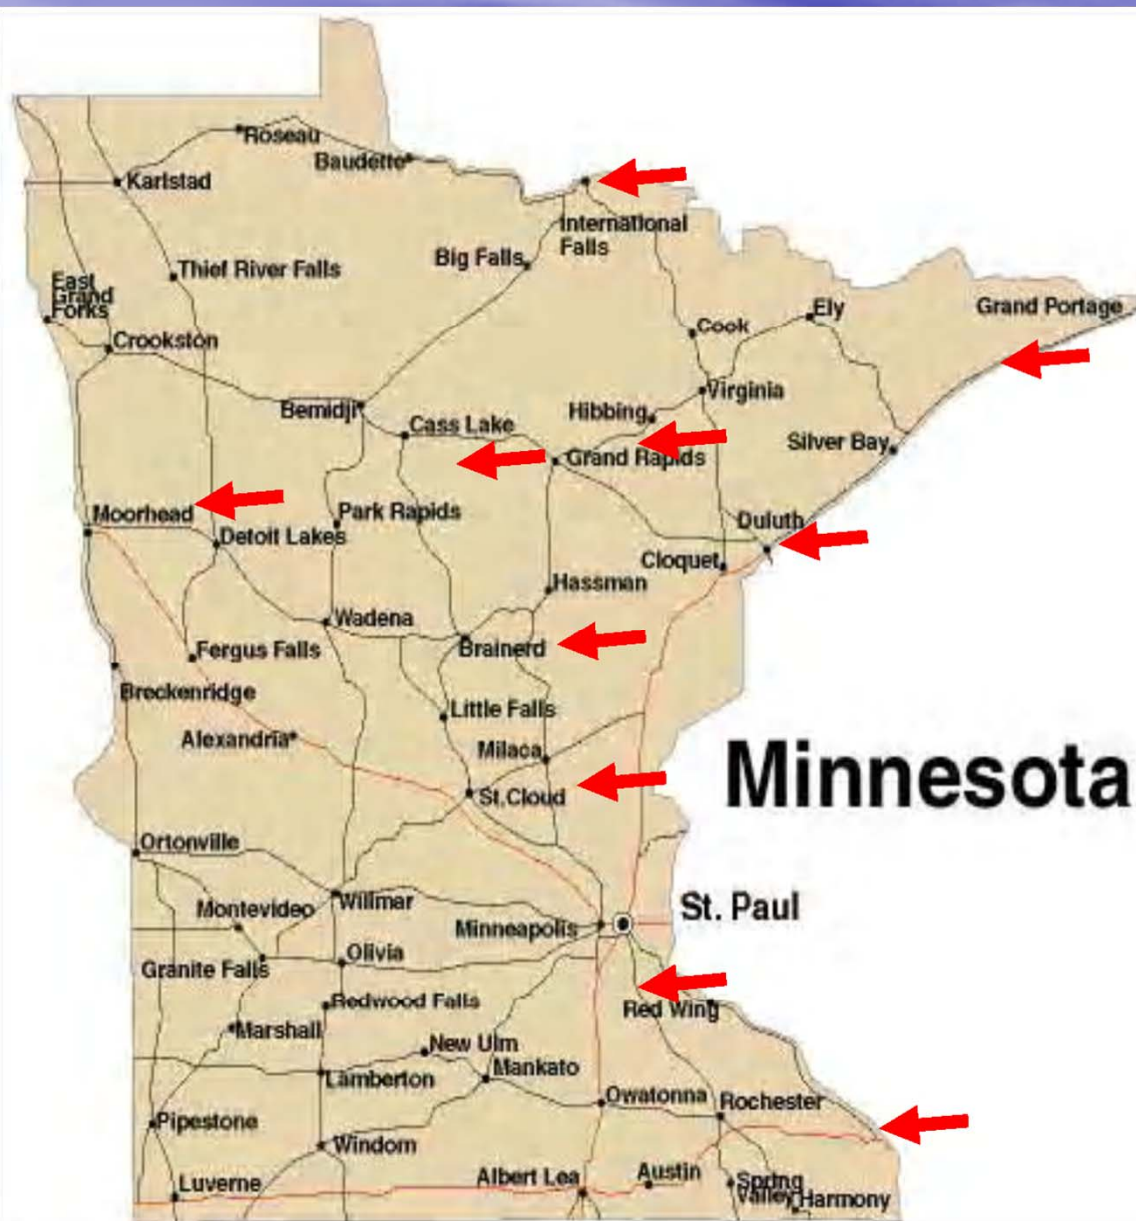 Roseau
Baudette
Karlstad
International
Falls
Big Falls
Thief River Falls
East
Grand
Forks
Grand Portage
Ely
Cook
Crookston
Virginia
Bemidji
Hibbing
Cass Lake
Silver Bay
Grand Rapids
Moorhead
Park Rapids
Duluth
Detoit Lakes
Cloquet
Hassman
Wadena
Brainerd
Fergus Falls
Breckenridge
Little Falls
Alexandria
Milaca
Minnesota
St.Cloud
Ortonville
Willmar
Montevideo
St. Paul
Minneapolis
Olivia
Granite Falls
Redwood Falls
Red Wing
Marshall
New Ulm
Mankato
Lamberton
Owatonna
Rochester
Pipestone
Windom
Albert Lea
Austin
Luverne
Spring
Valley
Harmony